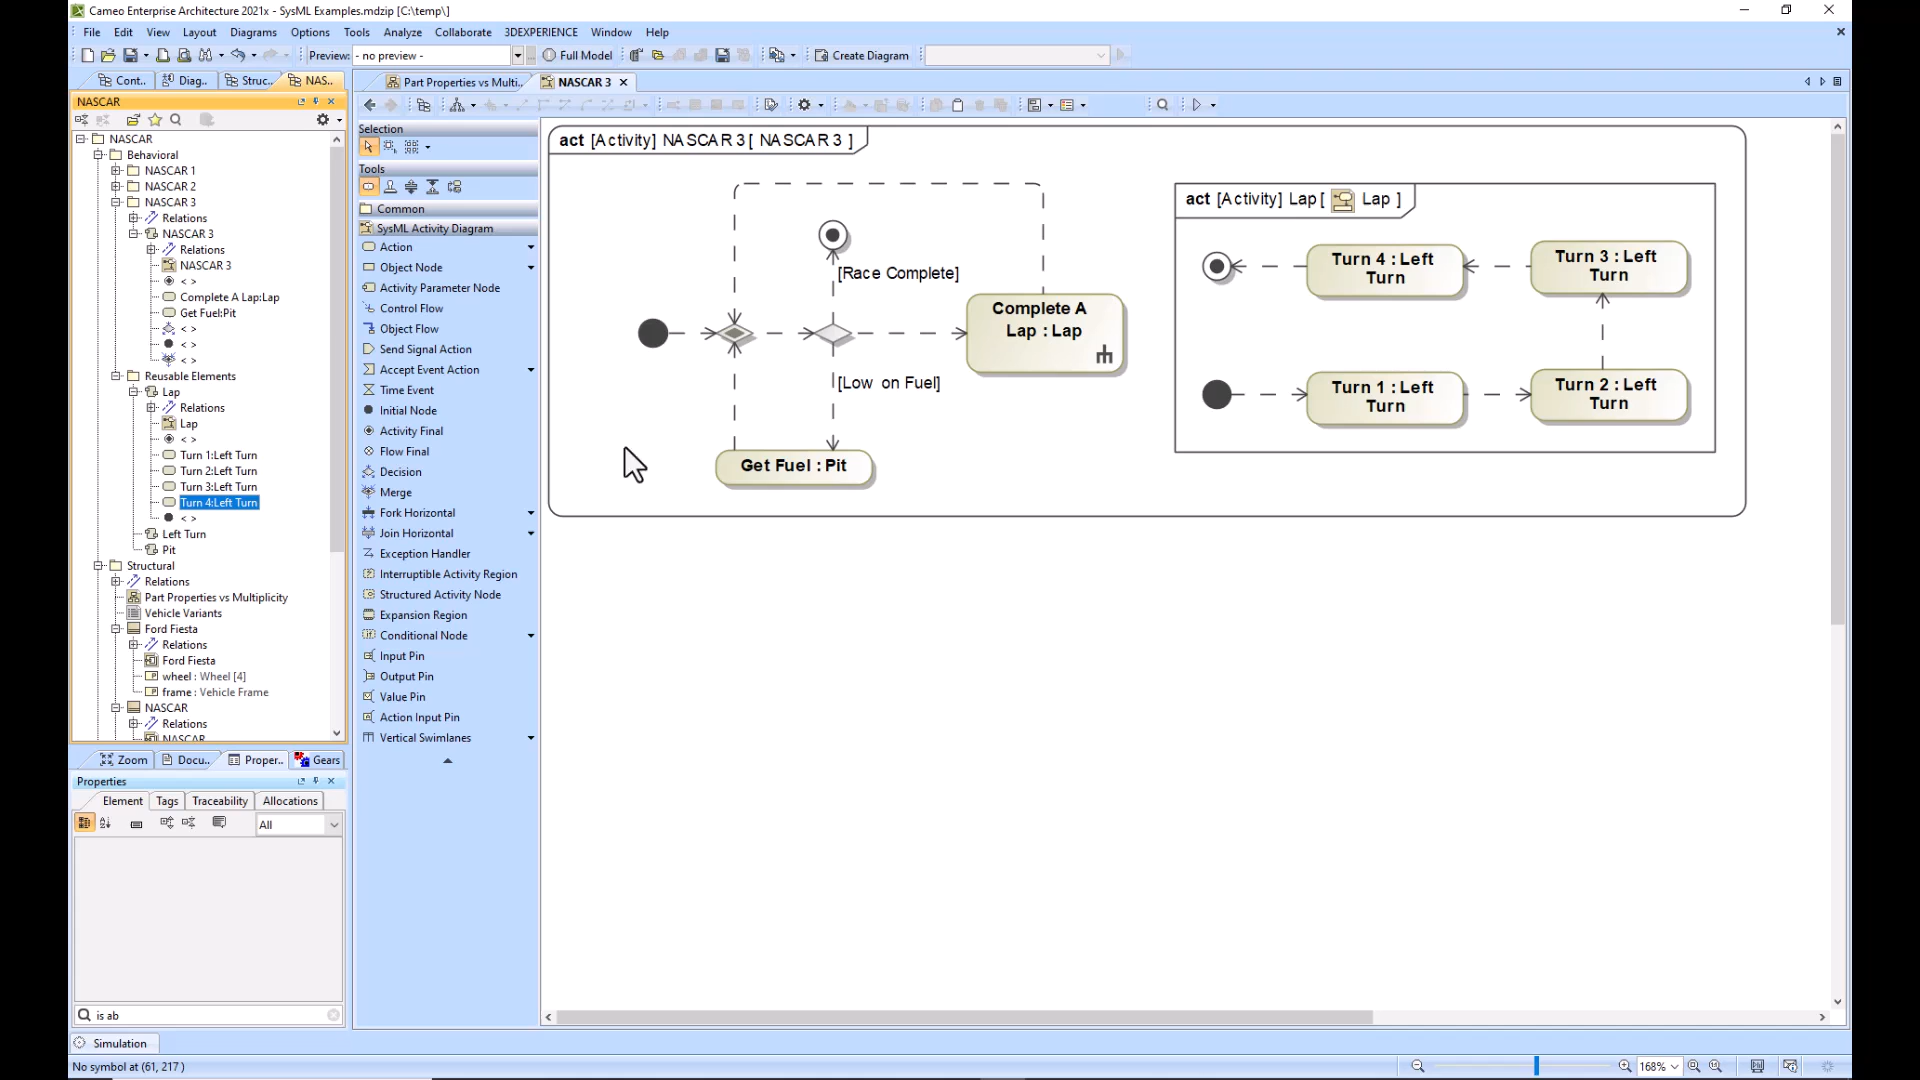 Cameo Enterprise Architecture 2021x - SysML Examples.mdzip [C:\temp\]
File Edit View Layout Diagrams Options Tools Analyze Collaborate 3DEXPERIENCE Window Help
Preview: - no preview - Full Model Create Diagram
Cont.. Diag.. Struc.. NAS..
NASCAR
NASCAR
Behavioral
NASCAR 1
NASCAR 2
NASCAR 3
Relations
NASCAR 3
Relations
NASCAR 3
< >
Complete A Lap:Lap
Get Fuel:Pit
< >
< >
< >
Reusable Elements
Lap
Relations
Lap
< >
Turn 1:Left Turn
Turn 2:Left Turn
Turn 3:Left Turn
Turn 4:Left Turn
< >
Left Turn
Pit
Structural
Relations
Part Properties vs Multiplicity
Vehicle Variants
Ford Fiesta
Relations
Ford Fiesta
wheel : Wheel [4]
frame : Vehicle Frame
NASCAR
Relations
NASCAR
Zoom Docu.. Proper.. Gears
Properties
Element Tags Traceability Allocations
All
is ab
Simulation
No symbol at (61, 217 )
Part Properties vs Multi.. NASCAR 3
Selection
Tools
Common
SysML Activity Diagram
Action
Object Node
Activity Parameter Node
Control Flow
Object Flow
Send Signal Action
Accept Event Action
Time Event
Initial Node
Activity Final
Flow Final
Decision
Merge
Fork Horizontal
Join Horizontal
Exception Handler
Interruptible Activity Region
Structured Activity Node
Expansion Region
Conditional Node
Input Pin
Output Pin
Value Pin
Action Input Pin
Vertical Swimlanes
act [Activity] NASCAR 3 [ NASCAR 3 ]
[Race Complete]
Complete A
Lap : Lap
[Low on Fuel]
Get Fuel : Pit
act [Activity] Lap [ Lap ]
Turn 4 : Left
Turn
Turn 3 : Left
Turn
Turn 1 : Left
Turn
Turn 2 : Left
Turn
168%